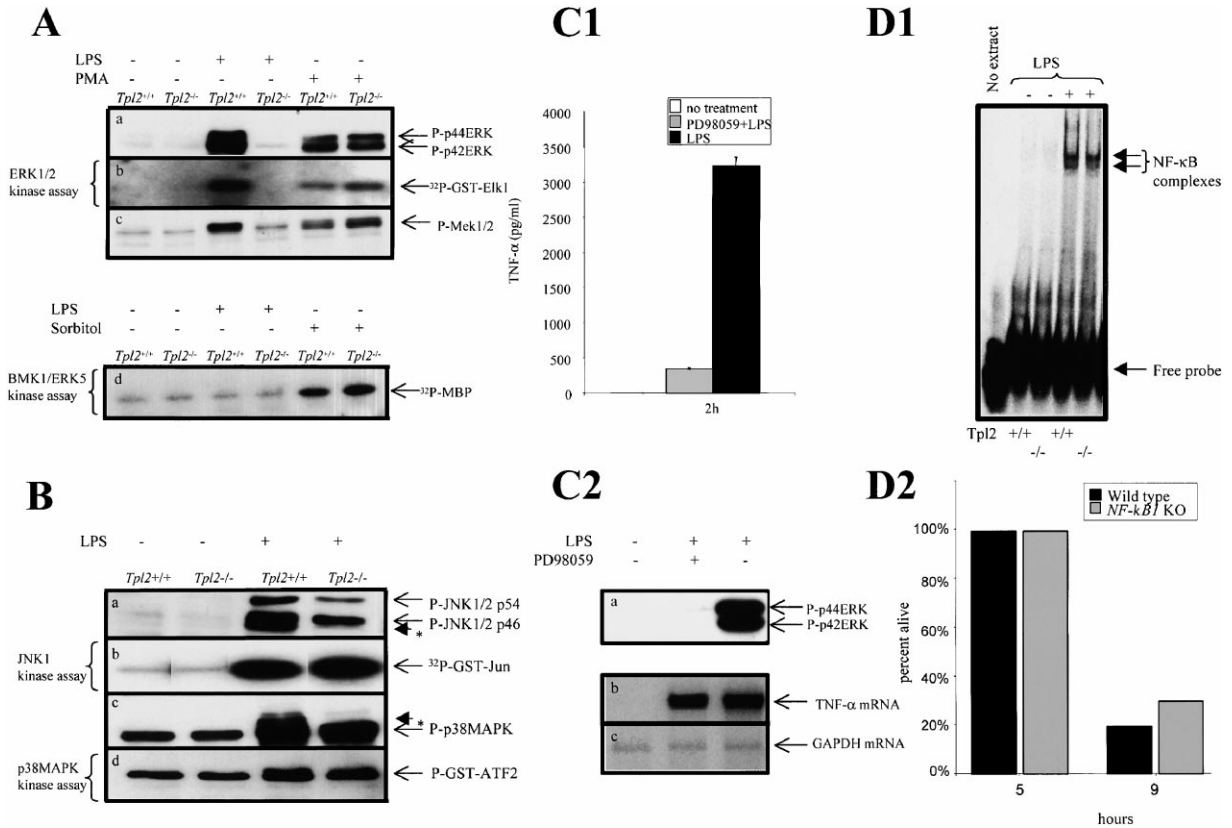 A
LPS - - + + - -
PMA - - - - + +
Tpl2+/+ Tpl2-/- Tpl2+/+ Tpl2-/- Tpl2+/+ Tpl2-/-
a
P-p44ERK
P-p42ERK
ERK1/2
kinase assay
b
32P-GST-Elk1
c
P-Mek1/2
LPS - - + + - -
Sorbitol - - - - + +
Tpl2+/+ Tpl2-/- Tpl2+/+ Tpl2-/- Tpl2+/+ Tpl2-/-
BMK1/ERK5
kinase assay
d
32P-MBP
B
LPS - - + +
Tpl2+/+ Tpl2-/- Tpl2+/+ Tpl2-/-
a
P-JNK1/2 p54
P-JNK1/2 p46
*
JNK1
kinase assay
b
32P-GST-Jun
c
*
P-p38MAPK
p38MAPK
kinase assay
d
P-GST-ATF2
C1
no treatment
PD98059+LPS
LPS
TNF-α (pg/ml)
4000
3500
3000
2500
2000
1500
1000
500
0
2h
C2
LPS - + +
PD98059 - + -
a
P-p44ERK
P-p42ERK
b
TNF-α mRNA
c
GAPDH mRNA
D1
No extract
LPS
- - + +
NF-κB
complexes
Free probe
Tpl2 +/+ +/+
-/- -/-
D2
Wild type
NF-kB1 KO
percent alive
100%
80%
60%
40%
20%
0%
5 9
hours